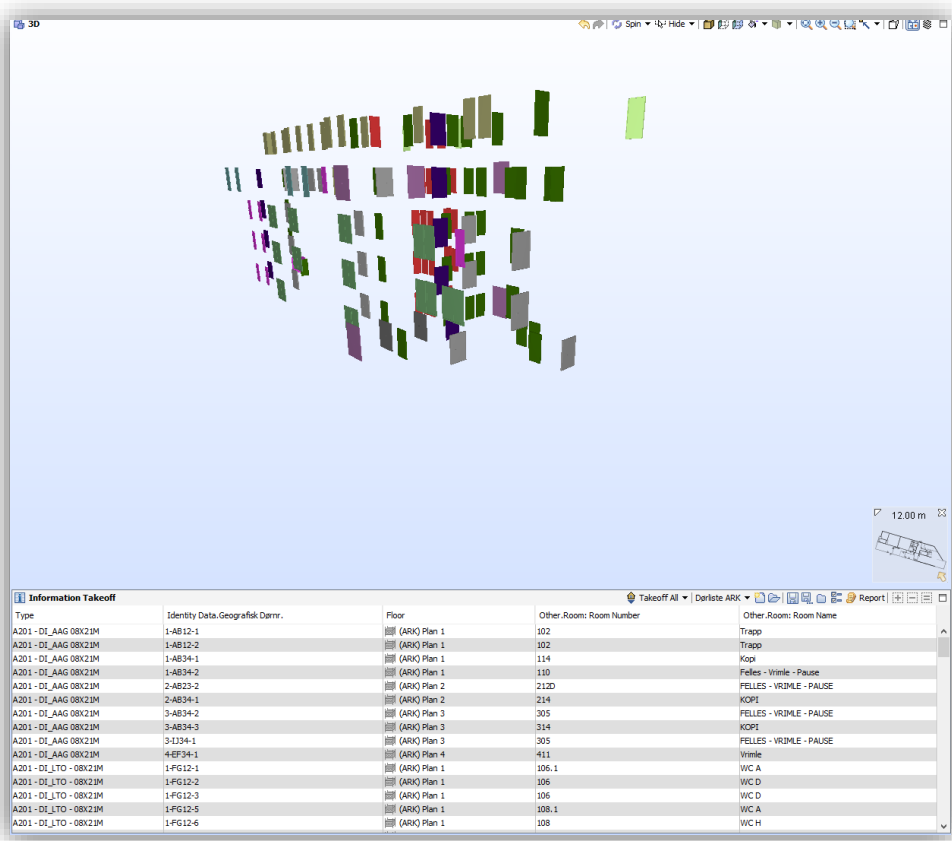 3D Spin Hide
12.00 m
Information Takeoff Takeoff All Dørliste ARK Report
Type Identity Data.Geografisk Dørnr. Floor Other.Room: Room Number Other.Room: Room Name
A201 - DI_AAG 08X21M 1-AB12-1 (ARK) Plan 1 102 Trapp
A201 - DI_AAG 08X21M 1-AB12-2 (ARK) Plan 1 102 Trapp
A201 - DI_AAG 08X21M 1-AB34-1 (ARK) Plan 1 114 Kopi
A201 - DI_AAG 08X21M 1-AB34-2 (ARK) Plan 1 110 Felles - Vrimle - Pause
A201 - DI_AAG 08X21M 2-AB23-2 (ARK) Plan 2 212D FELLES - VRIMLE - PAUSE
A201 - DI_AAG 08X21M 2-AB34-1 (ARK) Plan 2 214 KOPI
A201 - DI_AAG 08X21M 3-AB34-2 (ARK) Plan 3 305 FELLES - VRIMLE - PAUSE
A201 - DI_AAG 08X21M 3-AB34-3 (ARK) Plan 3 314 KOPI
A201 - DI_AAG 08X21M 3-IJ34-1 (ARK) Plan 3 305 FELLES - VRIMLE - PAUSE
A201 - DI_AAG 08X21M 4-EF34-1 (ARK) Plan 4 411 Vrimle
A201 - DI_LTO - 08X21M 1-FG12-1 (ARK) Plan 1 106.1 WC A
A201 - DI_LTO - 08X21M 1-FG12-2 (ARK) Plan 1 106 WC D
A201 - DI_LTO - 08X21M 1-FG12-3 (ARK) Plan 1 106 WC D
A201 - DI_LTO - 08X21M 1-FG12-5 (ARK) Plan 1 108.1 WC A
A201 - DI_LTO - 08X21M 1-FG12-6 (ARK) Plan 1 108 WC H